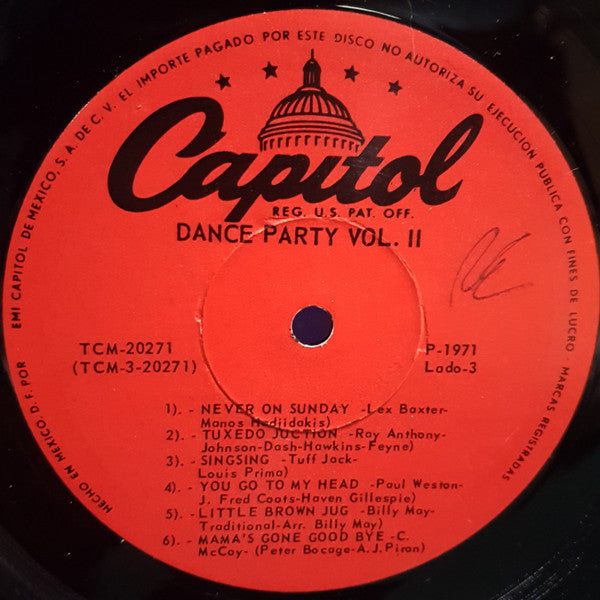 HECHO EN MEXICO, D. F. POR EMI CAPITOL DE MEXICO, S. A. DE C. V. EL IMPORTE PAGADO POR ESTE DISCO NO AUTORIZA SU EJECUCION PUBLICA CON FINES DE LUCRO · MARCAS REGISTRADAS
Capitol
REG. U.S. PAT. OFF.
DANCE PARTY VOL. II
TCM-20271
(TCM-3-20271)
P-1971
Lado-3
1). - NEVER ON SUNDAY -Lex Baxter-
Manos Hadjidakis)
2). - TUXEDO JUCTION -Ray Anthony-
Johnson-Dash-Hawkins-Feyne)
3). - SINGSING -Tuff Jack-
Louis Prima)
4). - YOU GO TO MY HEAD -Paul Weston-
J. Fred Coots-Haven Gillespie)
5). - LITTLE BROWN JUG -Billy May-
Traditional-Arr. Billy May)
6). - MAMA'S GONE GOOD BYE -C.
McCoy- (Peter Bocage-A.J. Piron)